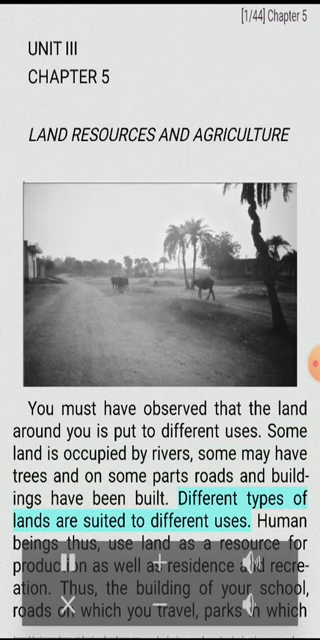 [1/44] Chapter 5
UNIT III
CHAPTER 5
LAND RESOURCES AND AGRICULTURE
You must have observed that the land
around you is put to different uses. Some
land is occupied by rivers, some may have
trees and on some parts roads and build-
ings have been built. Different types of
lands are suited to different uses. Human
beings thus, use land as a resource for
production as well as residence and recre-
ation. Thus, the building of your school,
roads on which you travel, parks in which